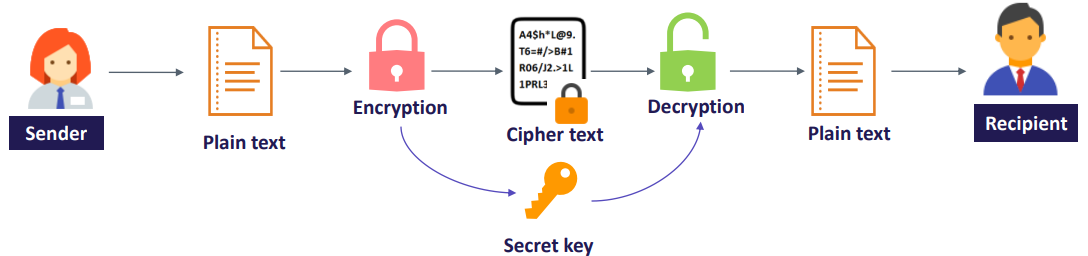 A4$h*L@9.
T6=#/>B#1
R06/J2.>1L
1PRL3
Sender
Plain text
Encryption
Cipher text
Decryption
Plain text
Recipient
Secret key